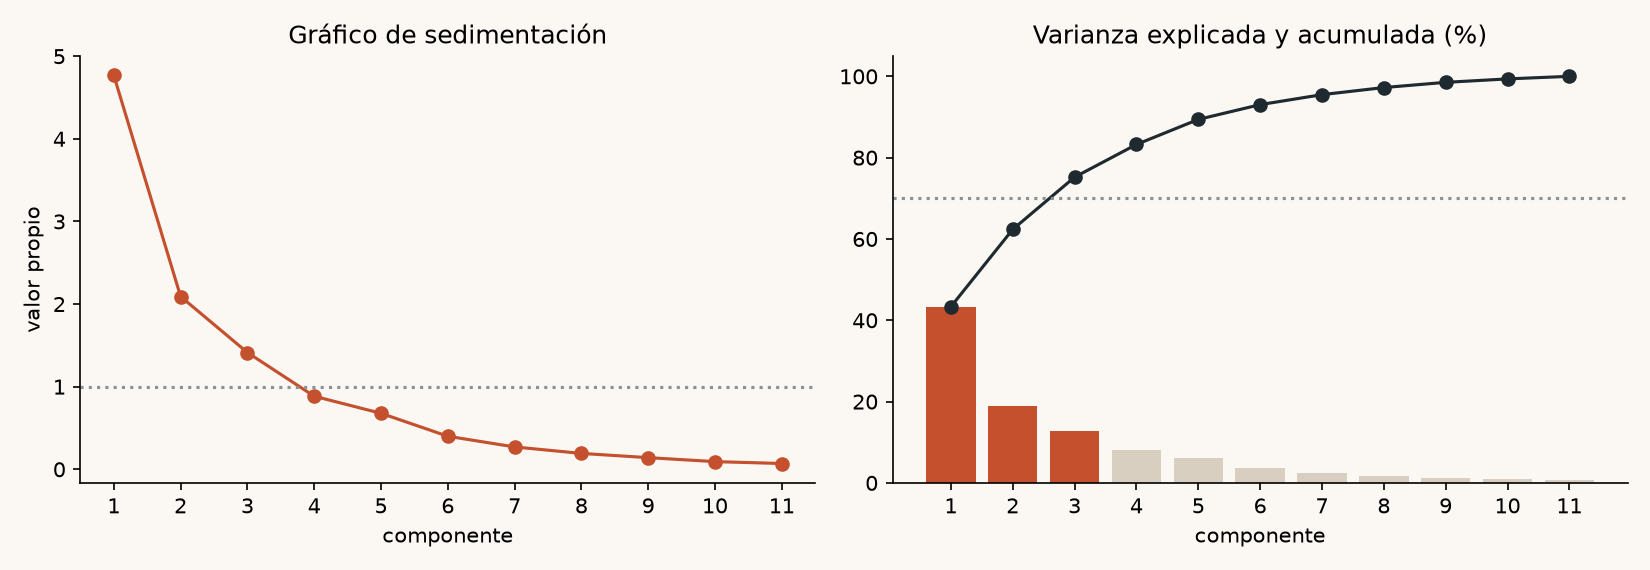 Gráfico de sedimentación
5
4
3
2
1
0
valor propio
1 2 3 4 5 6 7 8 9 10 11
componente
Varianza explicada y acumulada (%)
100
80
60
40
20
0
1 2 3 4 5 6 7 8 9 10 11
componente